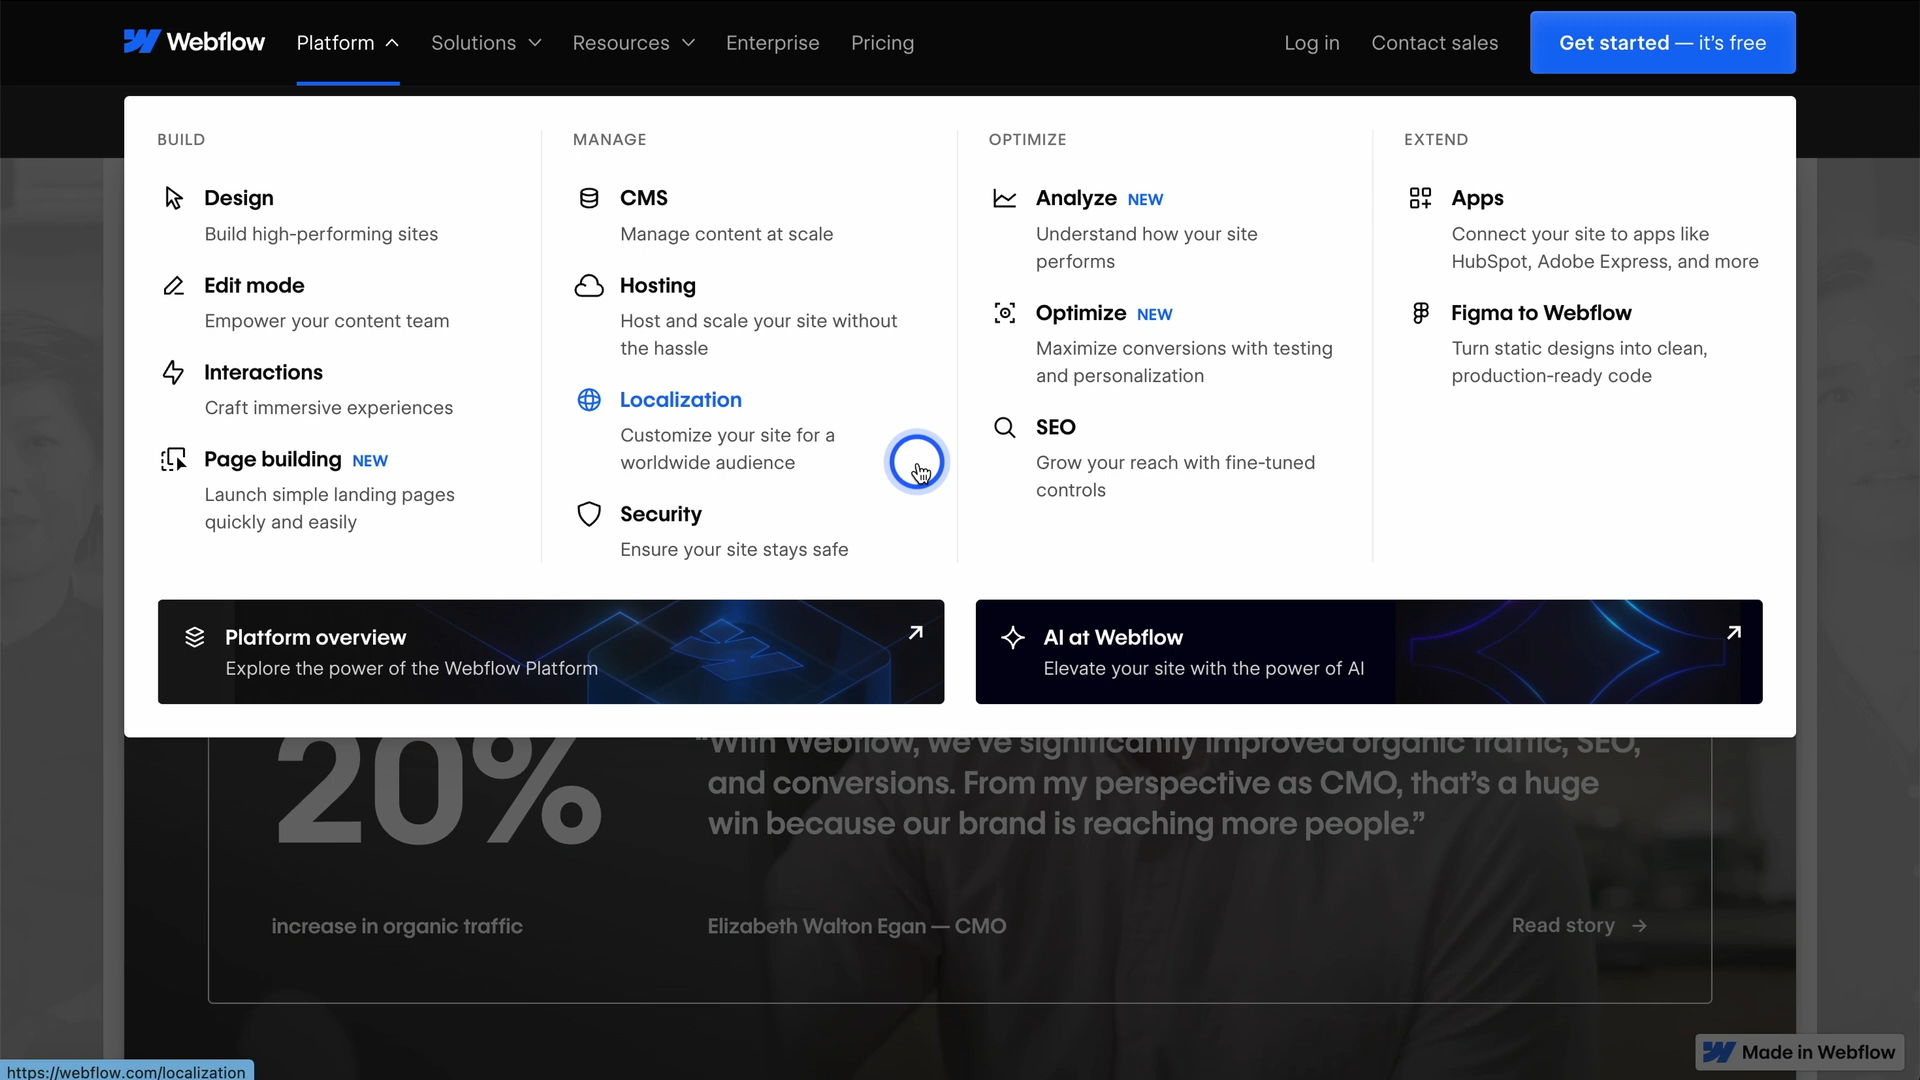 Webflow
Platform
Solutions
Resources
Enterprise
Pricing
Log in
Contact sales
Get started — it's free
BUILD
Design
Build high-performing sites
Edit mode
Empower your content team
Interactions
Craft immersive experiences
Page building NEW
Launch simple landing pages
quickly and easily
MANAGE
CMS
Manage content at scale
Hosting
Host and scale your site without
the hassle
Localization
Customize your site for a
worldwide audience
Security
Ensure your site stays safe
OPTIMIZE
Analyze NEW
Understand how your site
performs
Optimize NEW
Maximize conversions with testing
and personalization
SEO
Grow your reach with fine-tuned
controls
EXTEND
Apps
Connect your site to apps like
HubSpot, Adobe Express, and more
Figma to Webflow
Turn static designs into clean,
production-ready code
Platform overview
Explore the power of the Webflow Platform
AI at Webflow
Elevate your site with the power of AI
20%
increase in organic traffic
“With Webflow, we’ve significantly improved organic traffic, SEO,
and conversions. From my perspective as CMO, that’s a huge
win because our brand is reaching more people.”
Elizabeth Walton Egan — CMO
Read story →
Made in Webflow
https://webflow.com/localization